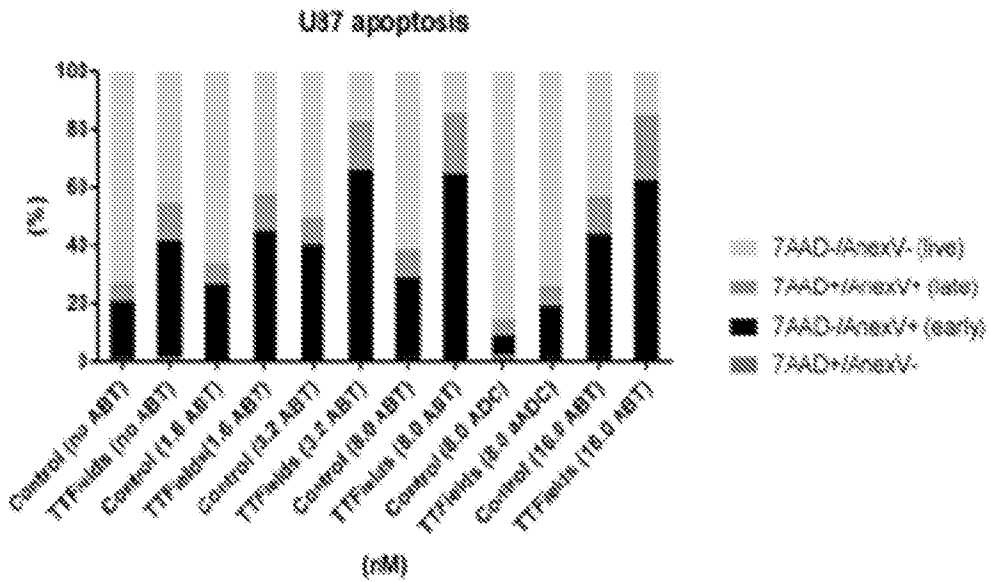 U87 apoptosis
(%)
100
80
60
40
20
0
Control (no ABT)
TTFields (no ABT)
Control (1.6 ABT)
TTFields(1.6 ABT)
Control (3.2 ABT)
TTFields (3.2 ABT)
Control (8.0 ABT)
TTFields (8.0 ABT)
Control (8.0 ADC)
TTFields (8.0 aADC)
Control (16.0 ABT)
TTFields (16.0 ABT)
(nM)
7AAD-/AnexV- (live)
7AAD+/AnexV+ (late)
7AAD-/AnexV+ (early)
7AAD+/AnexV-